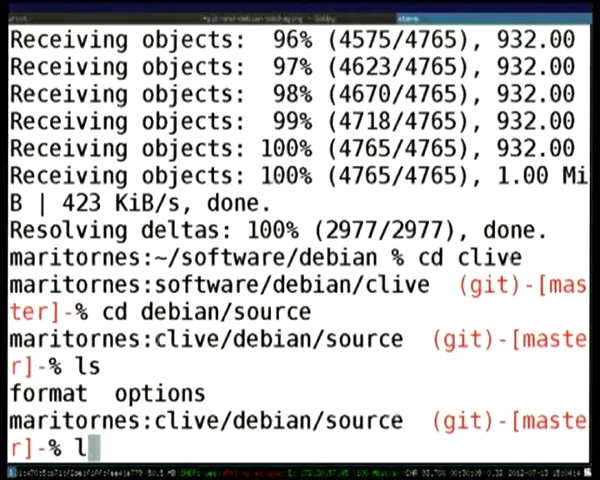 Receiving objects:  96% (4575/4765), 932.00
Receiving objects:  97% (4623/4765), 932.00
Receiving objects:  98% (4670/4765), 932.00
Receiving objects:  99% (4718/4765), 932.00
Receiving objects: 100% (4765/4765), 932.00
Receiving objects: 100% (4765/4765), 1.00 Mi
B | 423 KiB/s, done.
Resolving deltas: 100% (2977/2977), done.
maritornes:~/software/debian % cd clive
maritornes:software/debian/clive  (git)-[mas
ter]-% cd debian/source
maritornes:clive/debian/source  (git)-[maste
r]-% ls
format  options
maritornes:clive/debian/source  (git)-[maste
r]-% l